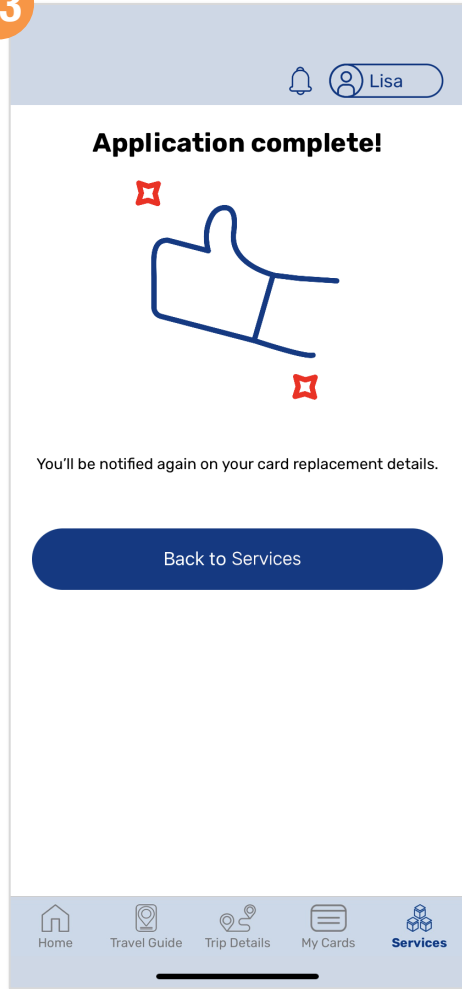 3
Lisa
Application complete!
You’ll be notified again on your card replacement details.
Back to Services
Home Travel Guide Trip Details My Cards Services